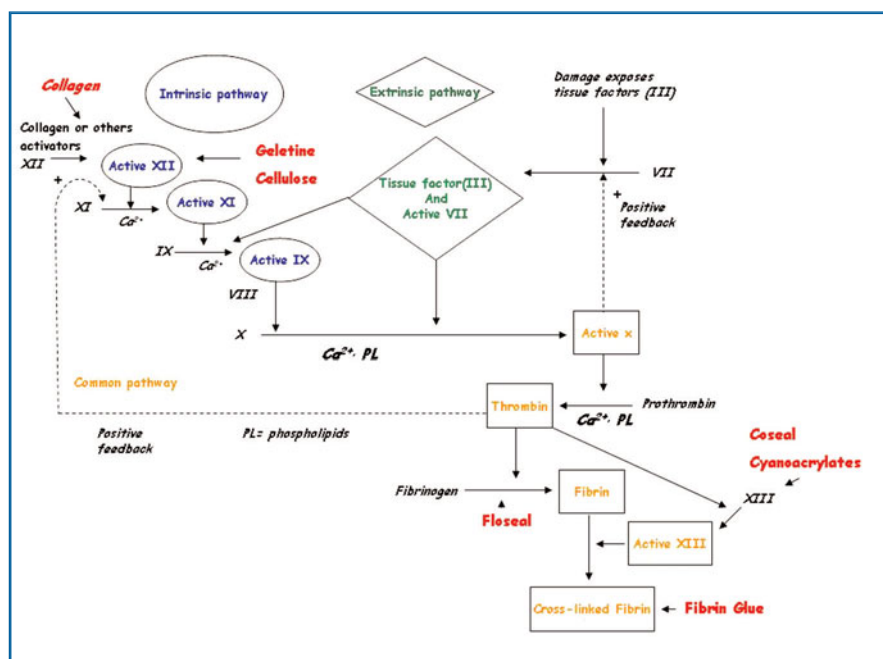 Collagen
Intrinsic pathway
Extrinsic pathway
Damage exposes
tissue factors (III)
Collagen or others
activators
XII
Active XII
Geletine
Cellulose
+
XI
Ca²⁺
Active XI
Tissue factor(III)
And
Active VII
VII
+
Positive
feedback
IX
Ca²⁺
Active IX
VIII
X
Ca²⁺, PL
Active x
Common pathway
Thrombin
Prothrombin
Ca²⁺, PL
Positive
feedback
PL= phospholipids
Coseal
Cyanoacrylates
Fibrinogen
Fibrin
XIII
Floseal
Active XIII
Cross-linked Fibrin
Fibrin Glue